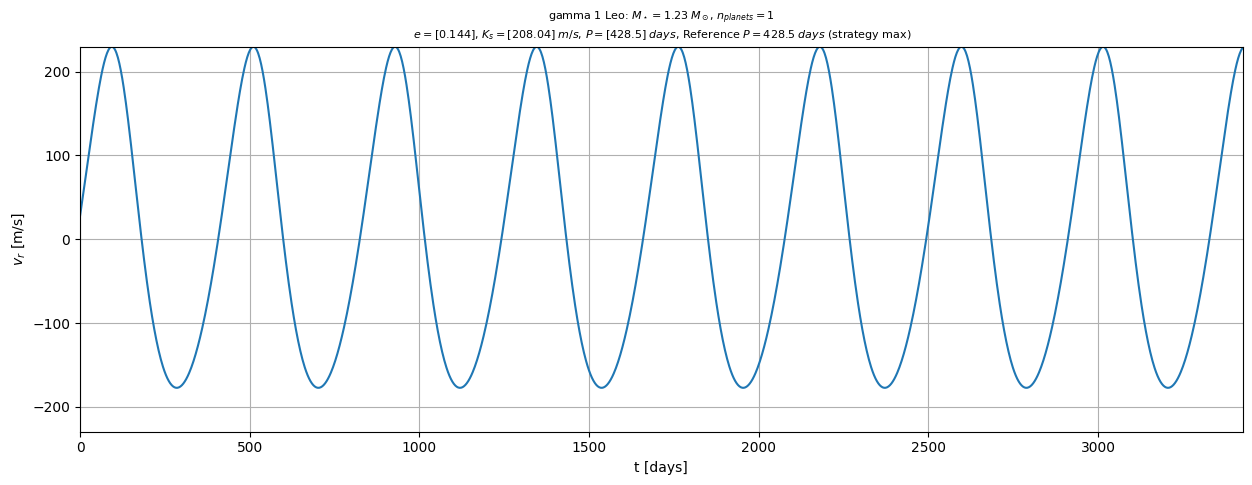 gamma 1 Leo: $M_\star = 1.23\ M_\odot$, $n_{planets} = 1$
$e = [0.144]$, $K_s = [208.04]\ m/s$, $P = [428.5]\ days$, Reference $P = 428.5\ days$ (strategy max)
200
100
0
−100
−200
$v_r$ [m/s]
0 500 1000 1500 2000 2500 3000
t [days]